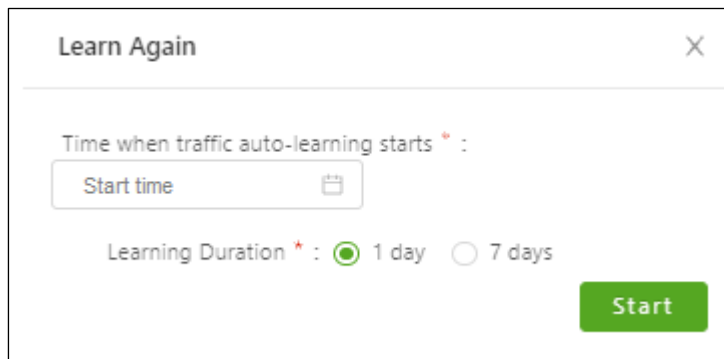 Learn Again
Time when traffic auto-learning starts * :
Start time
Learning Duration * : 1 day 7 days
Start